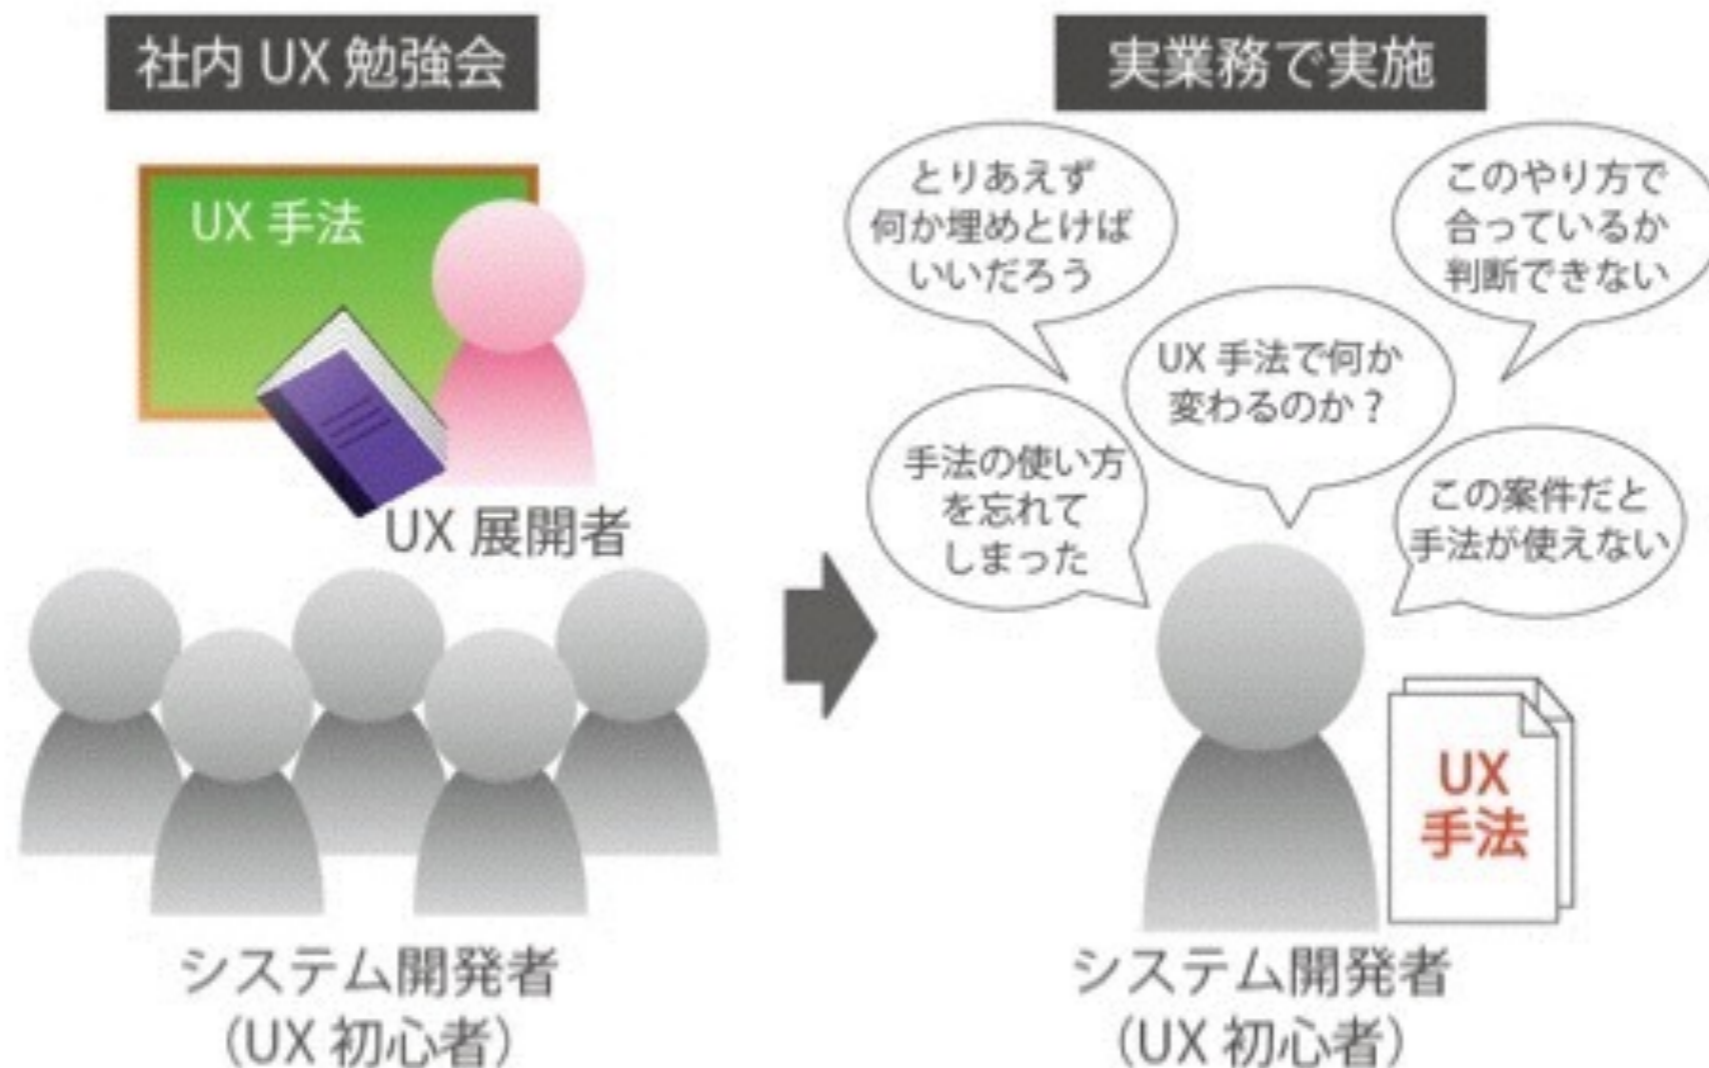 社内 UX 勉強会
UX 手法
UX 展開者
システム開発者
（UX 初心者）
実業務で実施
とりあえず
何か埋めとけば
いいだろう
このやり方で
合っているか
判断できない
UX 手法で何か
変わるのか？
手法の使い方
を忘れて
しまった
この案件だと
手法が使えない
UX
手法
システム開発者
（UX 初心者）